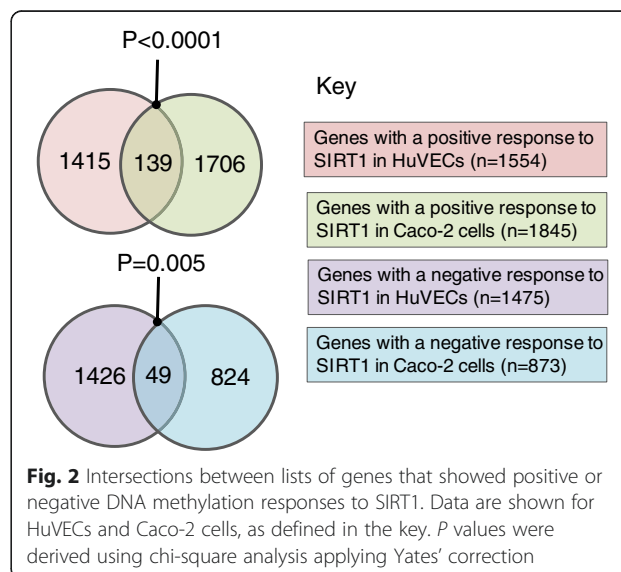 P<0.0001
1415
139
1706
P=0.005
1426
49
824
Key
Genes with a positive response to
SIRT1 in HuVECs (n=1554)
Genes with a positive response to
SIRT1 in Caco-2 cells (n=1845)
Genes with a negative response to
SIRT1 in HuVECs (n=1475)
Genes with a negative response to
SIRT1 in Caco-2 cells (n=873)
Fig. 2 Intersections between lists of genes that showed positive or
negative DNA methylation responses to SIRT1. Data are shown for
HuVECs and Caco-2 cells, as defined in the key. P values were
derived using chi-square analysis applying Yates’ correction